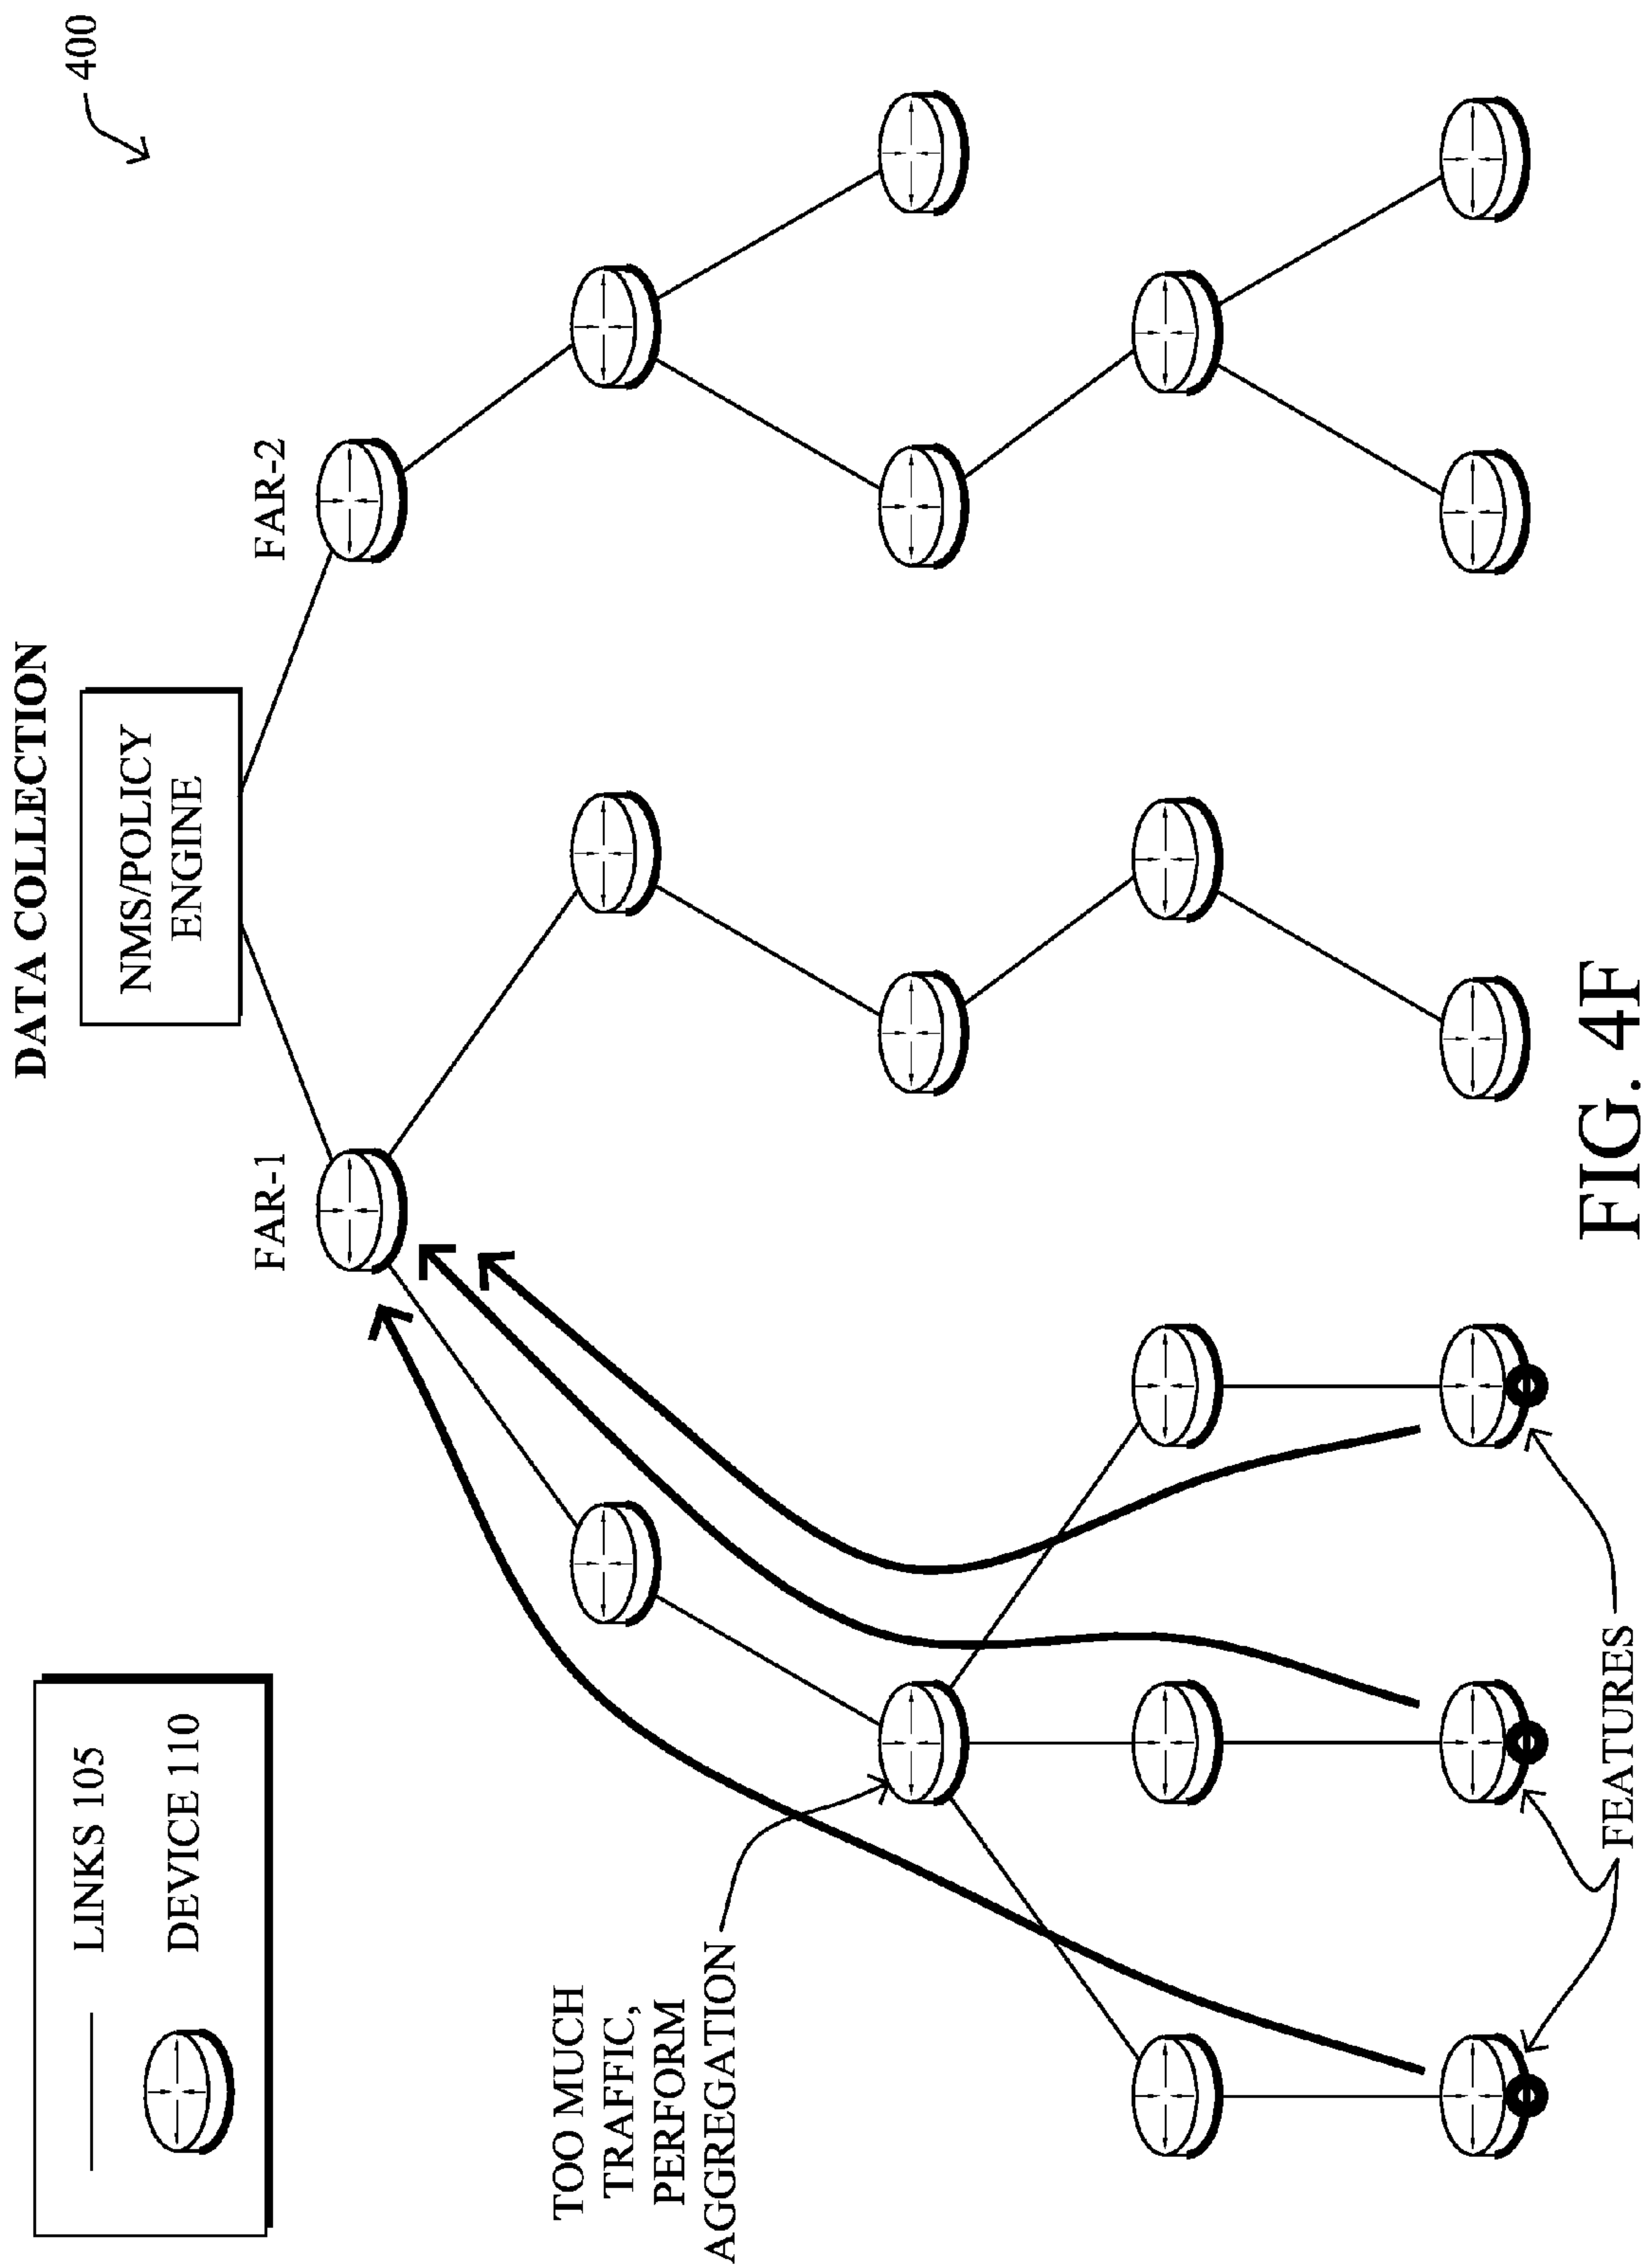 DATA COLLECTION
400
LINKS 105
DEVICE 110
NMS/POLICY
ENGINE
FAR-1
FAR-2
TOO MUCH
TRAFFIC,
PERFORM
AGGREGATION
FEATURES
FIG. 4F